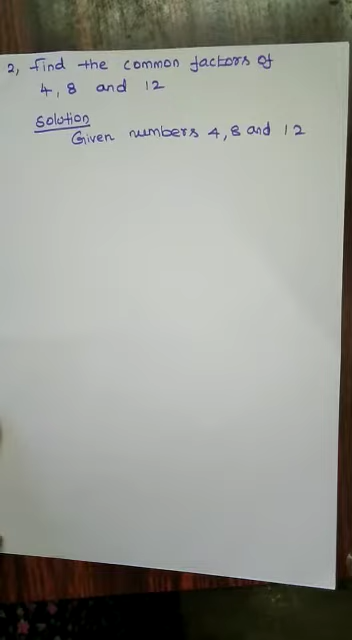 2, find the common factors of
4, 8 and 12
Solution
Given numbers 4, 8 and 12